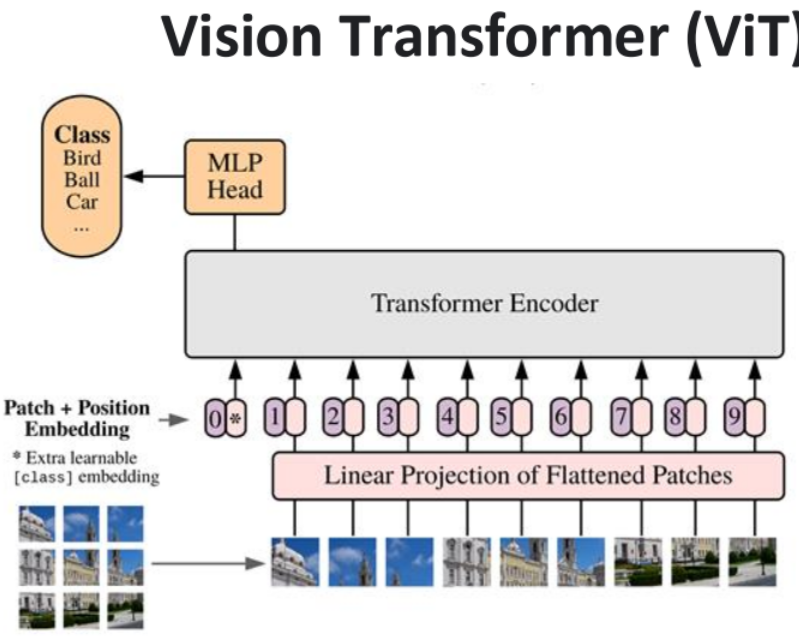 Vision Transformer (ViT)
Class
Bird
Ball
Car
...
MLP
Head
Transformer Encoder
Patch + Position
Embedding
* Extra learnable
[class] embedding
0 * 1 2 3 4 5 6 7 8 9
Linear Projection of Flattened Patches